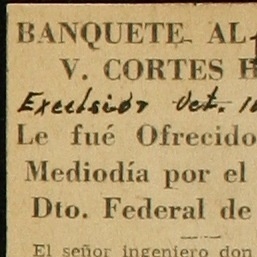 BANQUETE AL
V. CORTES H
Excelsior Oct. 1
Le fué Ofrecido
Mediodía por el
Dto. Federal de
El señor ingeniero don